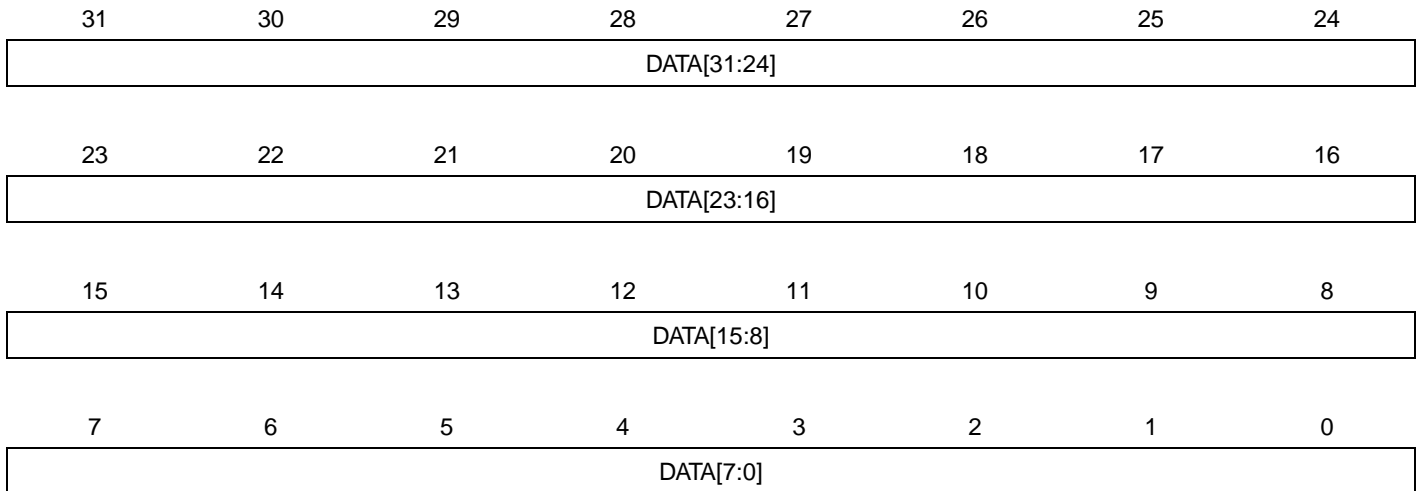 31 30 29 28 27 26 25 24
DATA[31:24]
23 22 21 20 19 18 17 16
DATA[23:16]
15 14 13 12 11 10 9 8
DATA[15:8]
7 6 5 4 3 2 1 0
DATA[7:0]